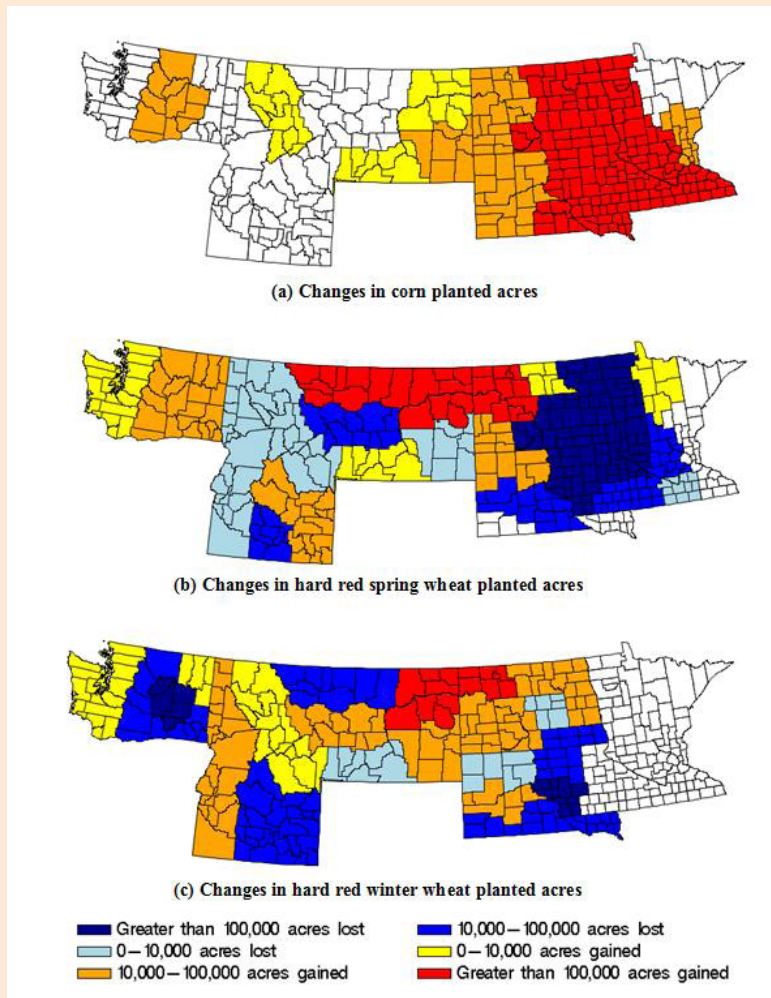 (a) Changes in corn planted acres
(b) Changes in hard red spring wheat planted acres
(c) Changes in hard red winter wheat planted acres
Greater than 100,000 acres lost
10,000−100,000 acres lost
0−10,000 acres lost
0−10,000 acres gained
10,000−100,000 acres gained
Greater than 100,000 acres gained